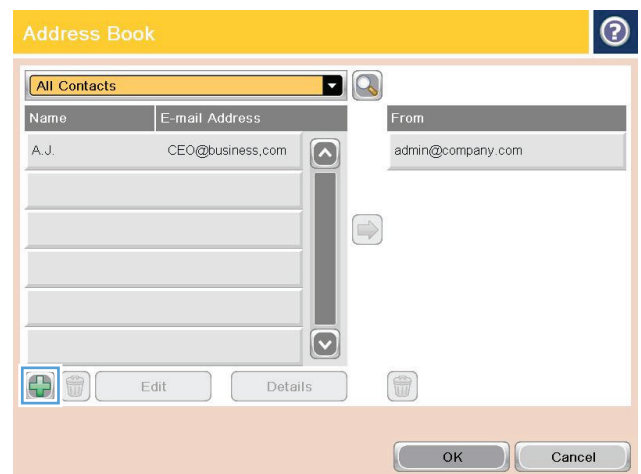 Address Book
All Contacts
Name E-mail Address From
A.J. CEO@business,com admin@company.com
Edit Details
OK Cancel